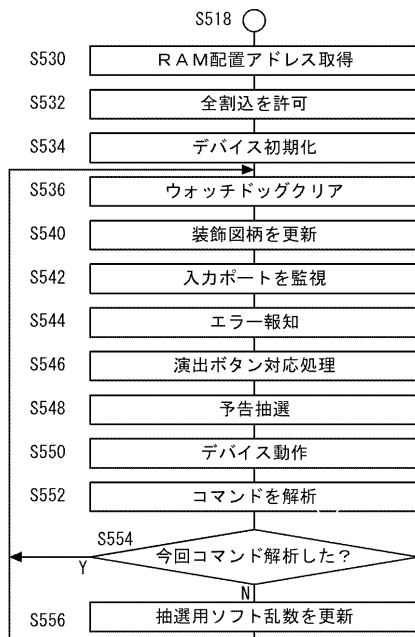 S518
S530 RAM配置アドレス取得
S532 全割込を許可
S534 デバイス初期化
S536 ウォッチドッグクリア
S540 装飾図柄を更新
S542 入力ポートを監視
S544 エラー報知
S546 演出ボタン対応処理
S548 予告抽選
S550 デバイス動作
S552 コマンドを解析
S554
今回コマンド解析した?
Y
N
S556 抽選用ソフト乱数を更新